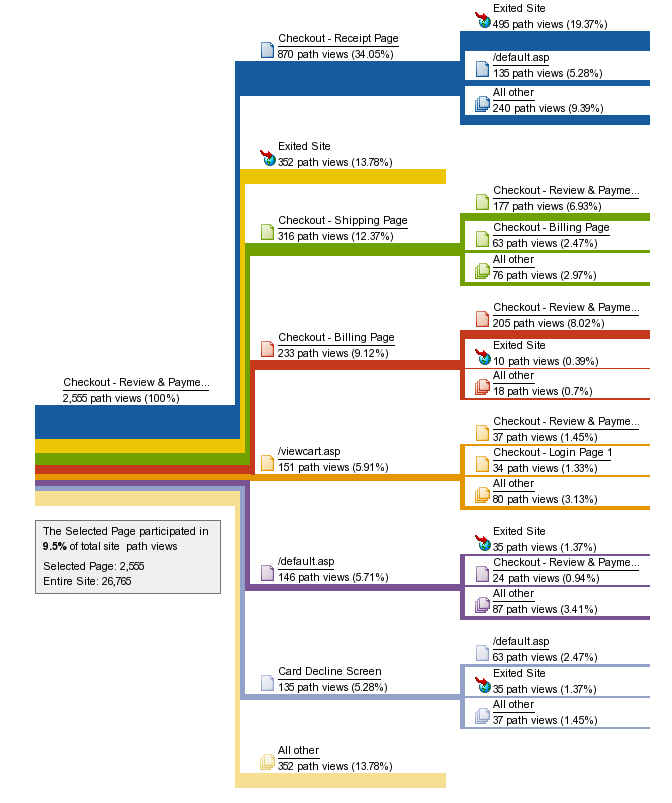 Checkout - Review & Payme...
2,555 path views (100%)
The Selected Page participated in
9.5% of total site path views
Selected Page: 2,555
Entire Site: 26,765
Checkout - Receipt Page
870 path views (34.05%)
Exited Site
495 path views (19.37%)
/default.asp
135 path views (5.28%)
All other
240 path views (9.39%)
Exited Site
352 path views (13.78%)
Checkout - Shipping Page
316 path views (12.37%)
Checkout - Review & Payme...
177 path views (6.93%)
Checkout - Billing Page
63 path views (2.47%)
All other
76 path views (2.97%)
Checkout - Billing Page
233 path views (9.12%)
Checkout - Review & Payme...
205 path views (8.02%)
Exited Site
10 path views (0.39%)
All other
18 path views (0.7%)
/viewcart.asp
151 path views (5.91%)
Checkout - Review & Payme...
37 path views (1.45%)
Checkout - Login Page 1
34 path views (1.33%)
All other
80 path views (3.13%)
/default.asp
146 path views (5.71%)
Exited Site
35 path views (1.37%)
Checkout - Review & Payme...
24 path views (0.94%)
All other
87 path views (3.41%)
Card Decline Screen
135 path views (5.28%)
/default.asp
63 path views (2.47%)
Exited Site
35 path views (1.37%)
All other
37 path views (1.45%)
All other
352 path views (13.78%)